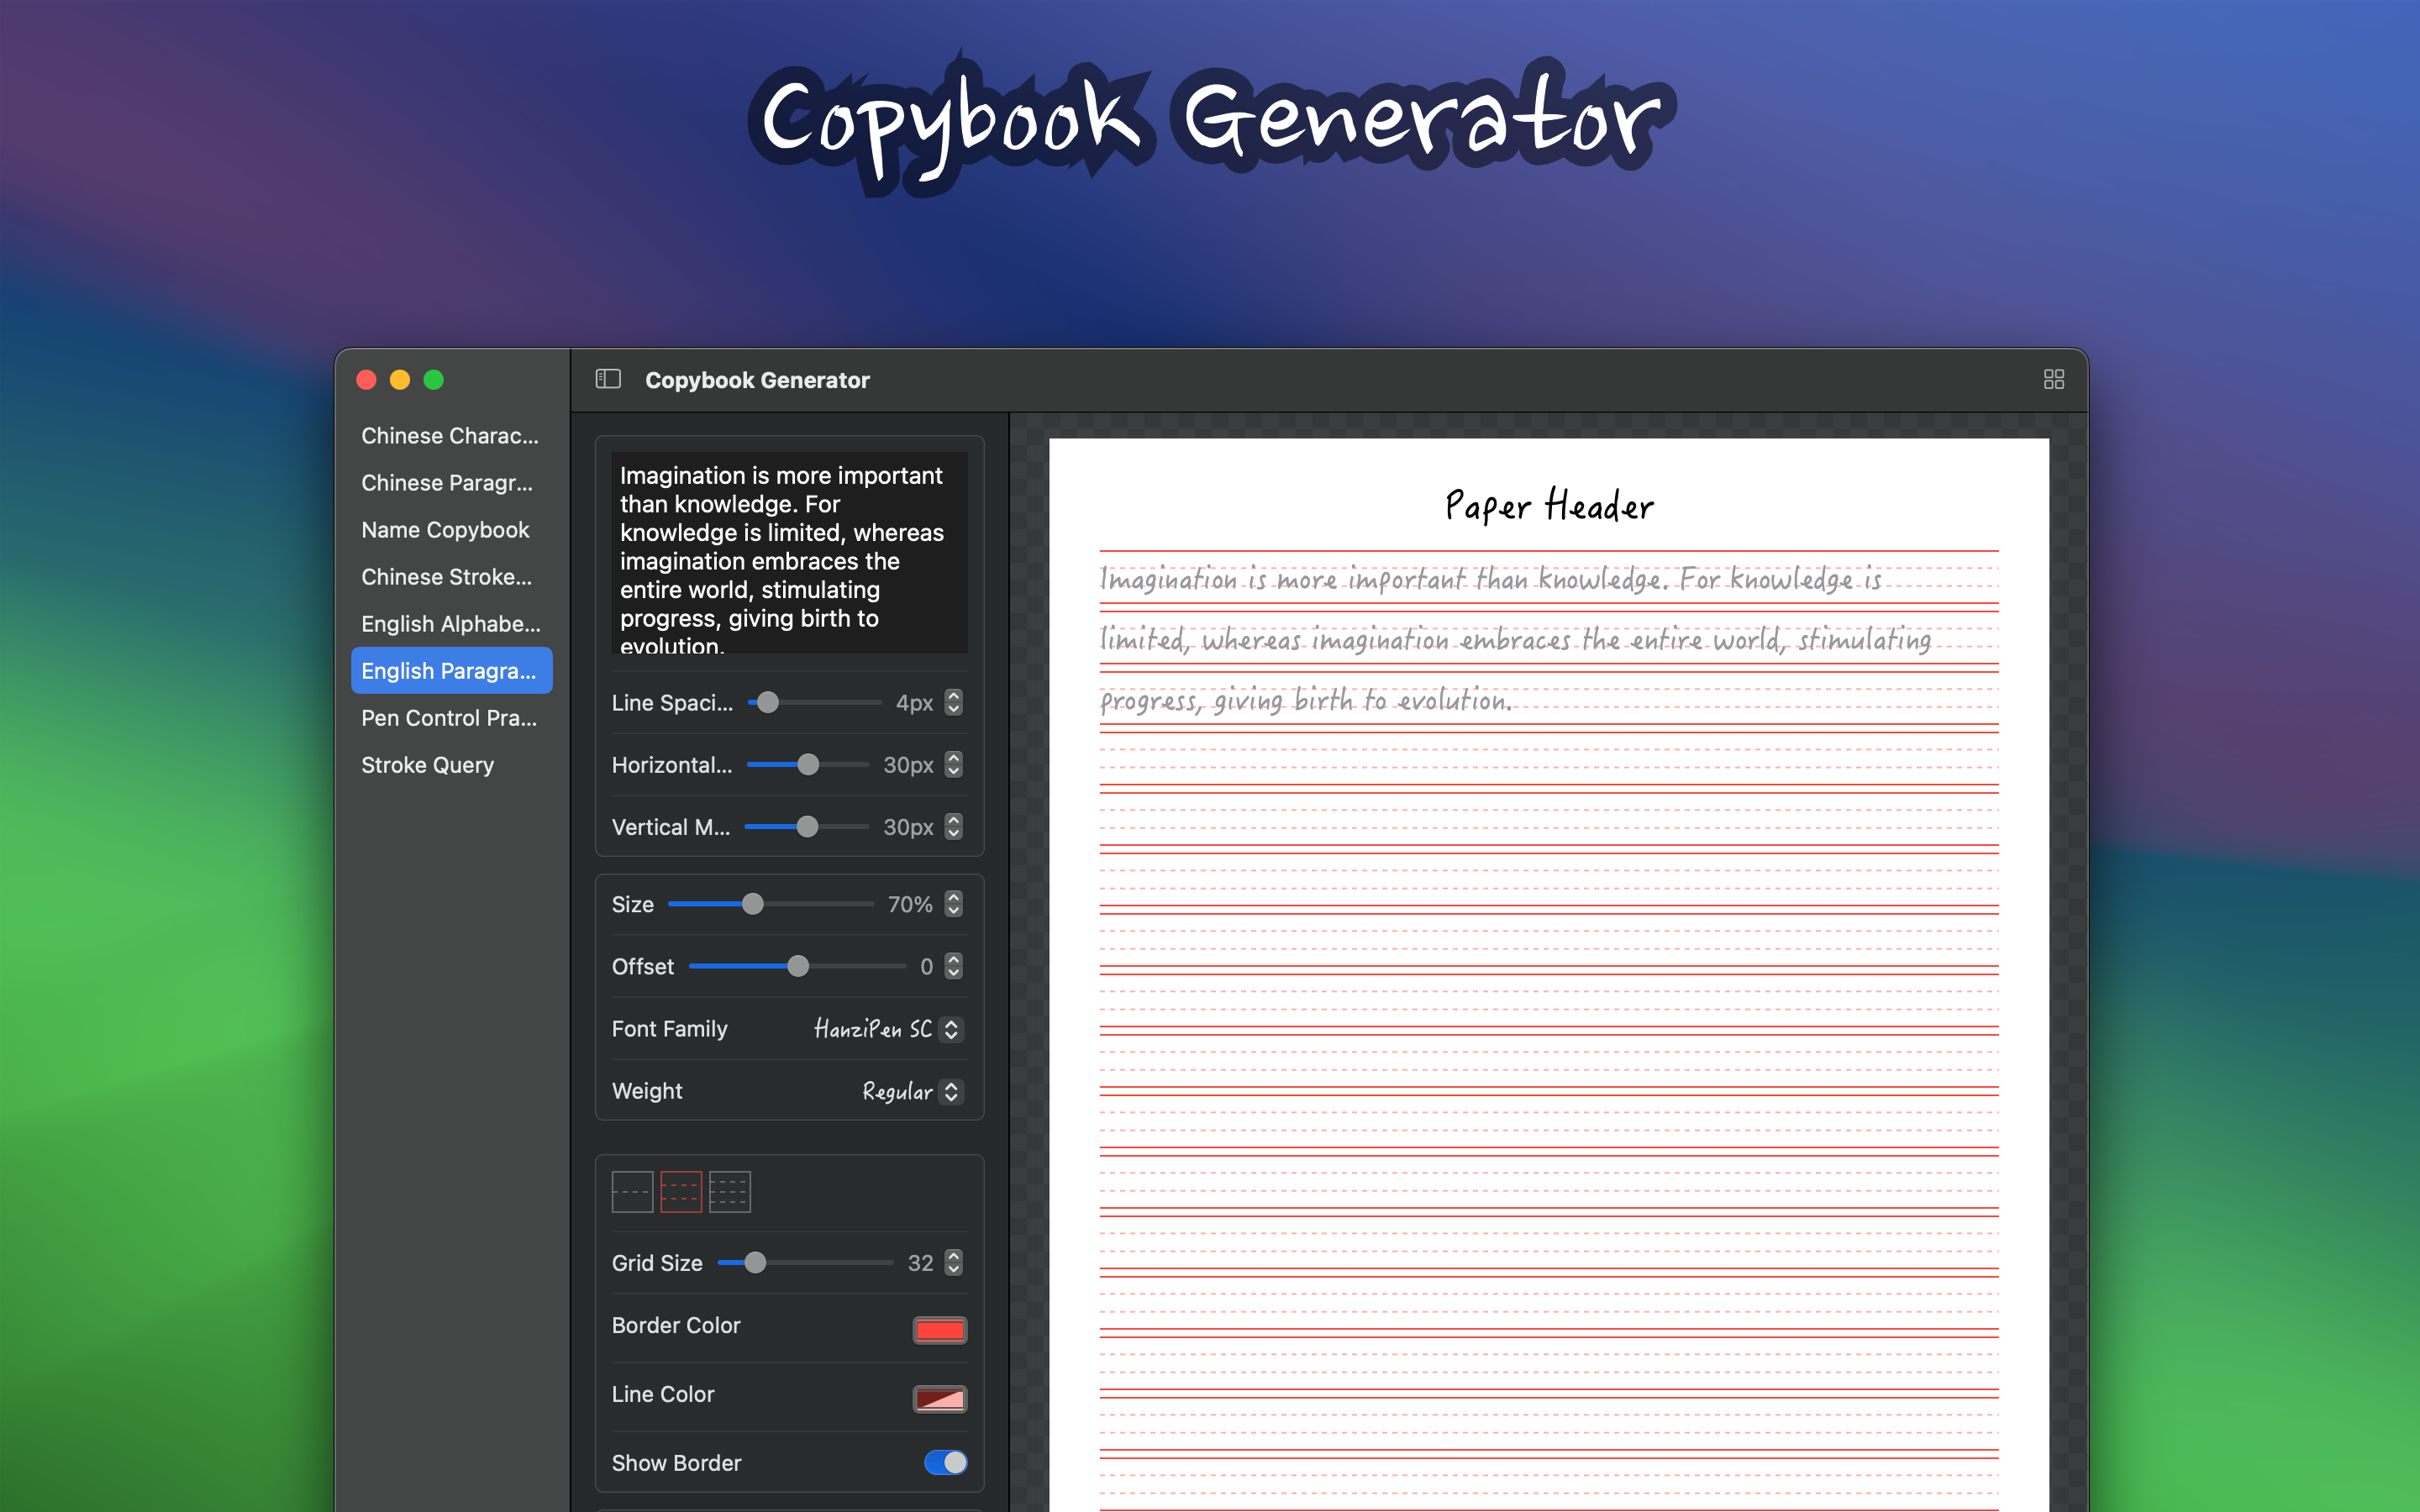 Copybook Generator
Copybook Generator
Chinese Charac...
Chinese Paragr...
Name Copybook
Chinese Stroke...
English Alphabe...
English Paragra...
Pen Control Pra...
Stroke Query
Imagination is more important
than knowledge. For
knowledge is limited, whereas
imagination embraces the
entire world, stimulating
progress, giving birth to
evolution.
Line Spaci... 4px
Horizontal... 30px
Vertical M... 30px
Size 70%
Offset 0
Font Family HanziPen SC
Weight Regular
Grid Size 32
Border Color
Line Color
Show Border
Paper Header
Imagination is more important than knowledge. For knowledge is
limited, whereas imagination embraces the entire world, stimulating
progress, giving birth to evolution.